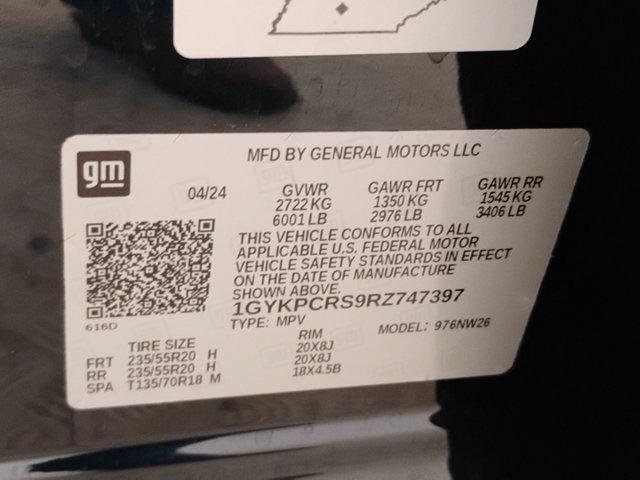 gm
MFD BY GENERAL MOTORS LLC
04/24 GVWR GAWR FRT GAWR RR
2722 KG 1350 KG 1545 KG
6001 LB 2976 LB 3406 LB
THIS VEHICLE CONFORMS TO ALL
APPLICABLE U.S. FEDERAL MOTOR
VEHICLE SAFETY STANDARDS IN EFFECT
ON THE DATE OF MANUFACTURE
SHOWN ABOVE.
1GYKPCRS9RZ747397
616D
TYPE: MPV MODEL: 976NW26
TIRE SIZE RIM
FRT 235/55R20 H 20X8J
RR 235/55R20 H 20X8J
SPA T135/70R18 M 18X4.5B